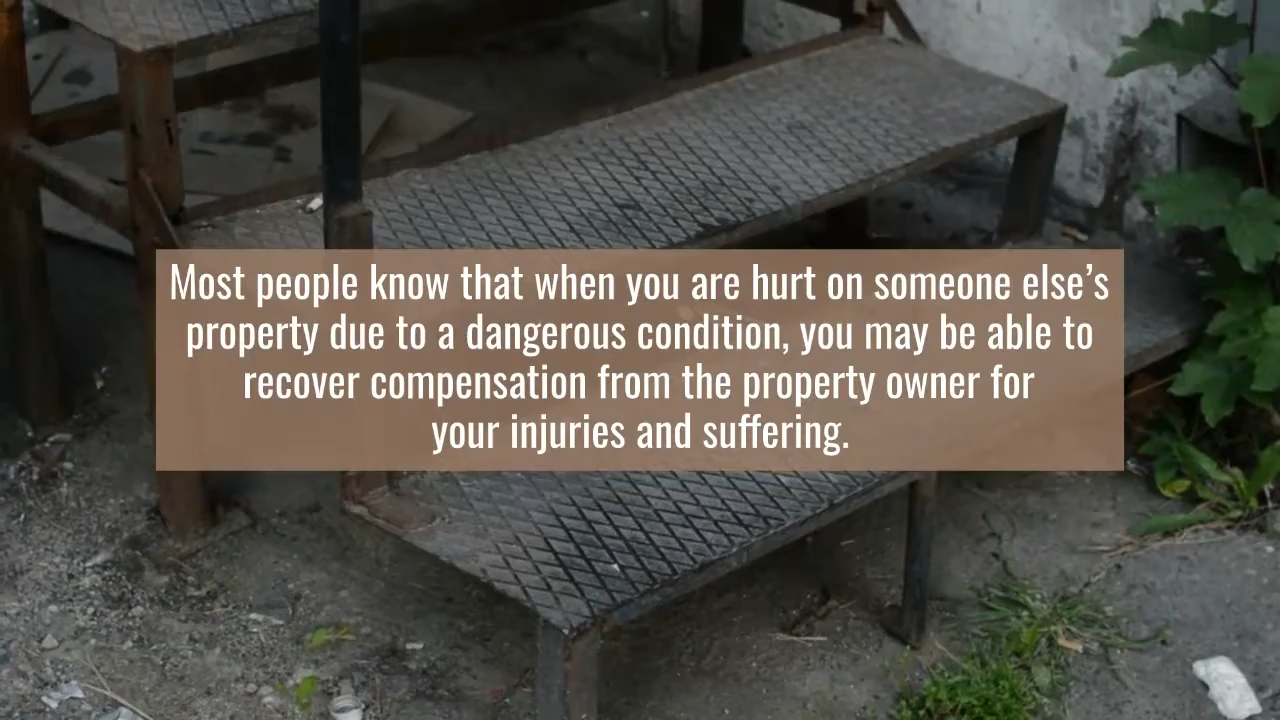 Most people know that when you are hurt on someone else’s
property due to a dangerous condition, you may be able to
recover compensation from the property owner for
your injuries and suffering.